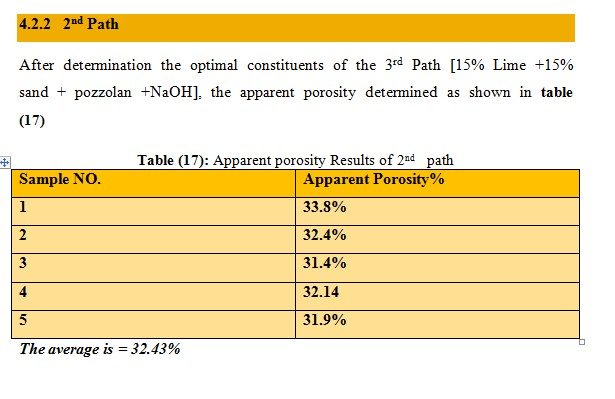 4.2.2 2nd Path
After determination the optimal constituents of the 3rd Path [15% Lime +15%
sand + pozzolan +NaOH], the apparent porosity determined as shown in table
(17)
Table (17): Apparent porosity Results of 2nd path
Sample NO. Apparent Porosity%
1 33.8%
2 32.4%
3 31.4%
4 32.14
5 31.9%
The average is = 32.43%